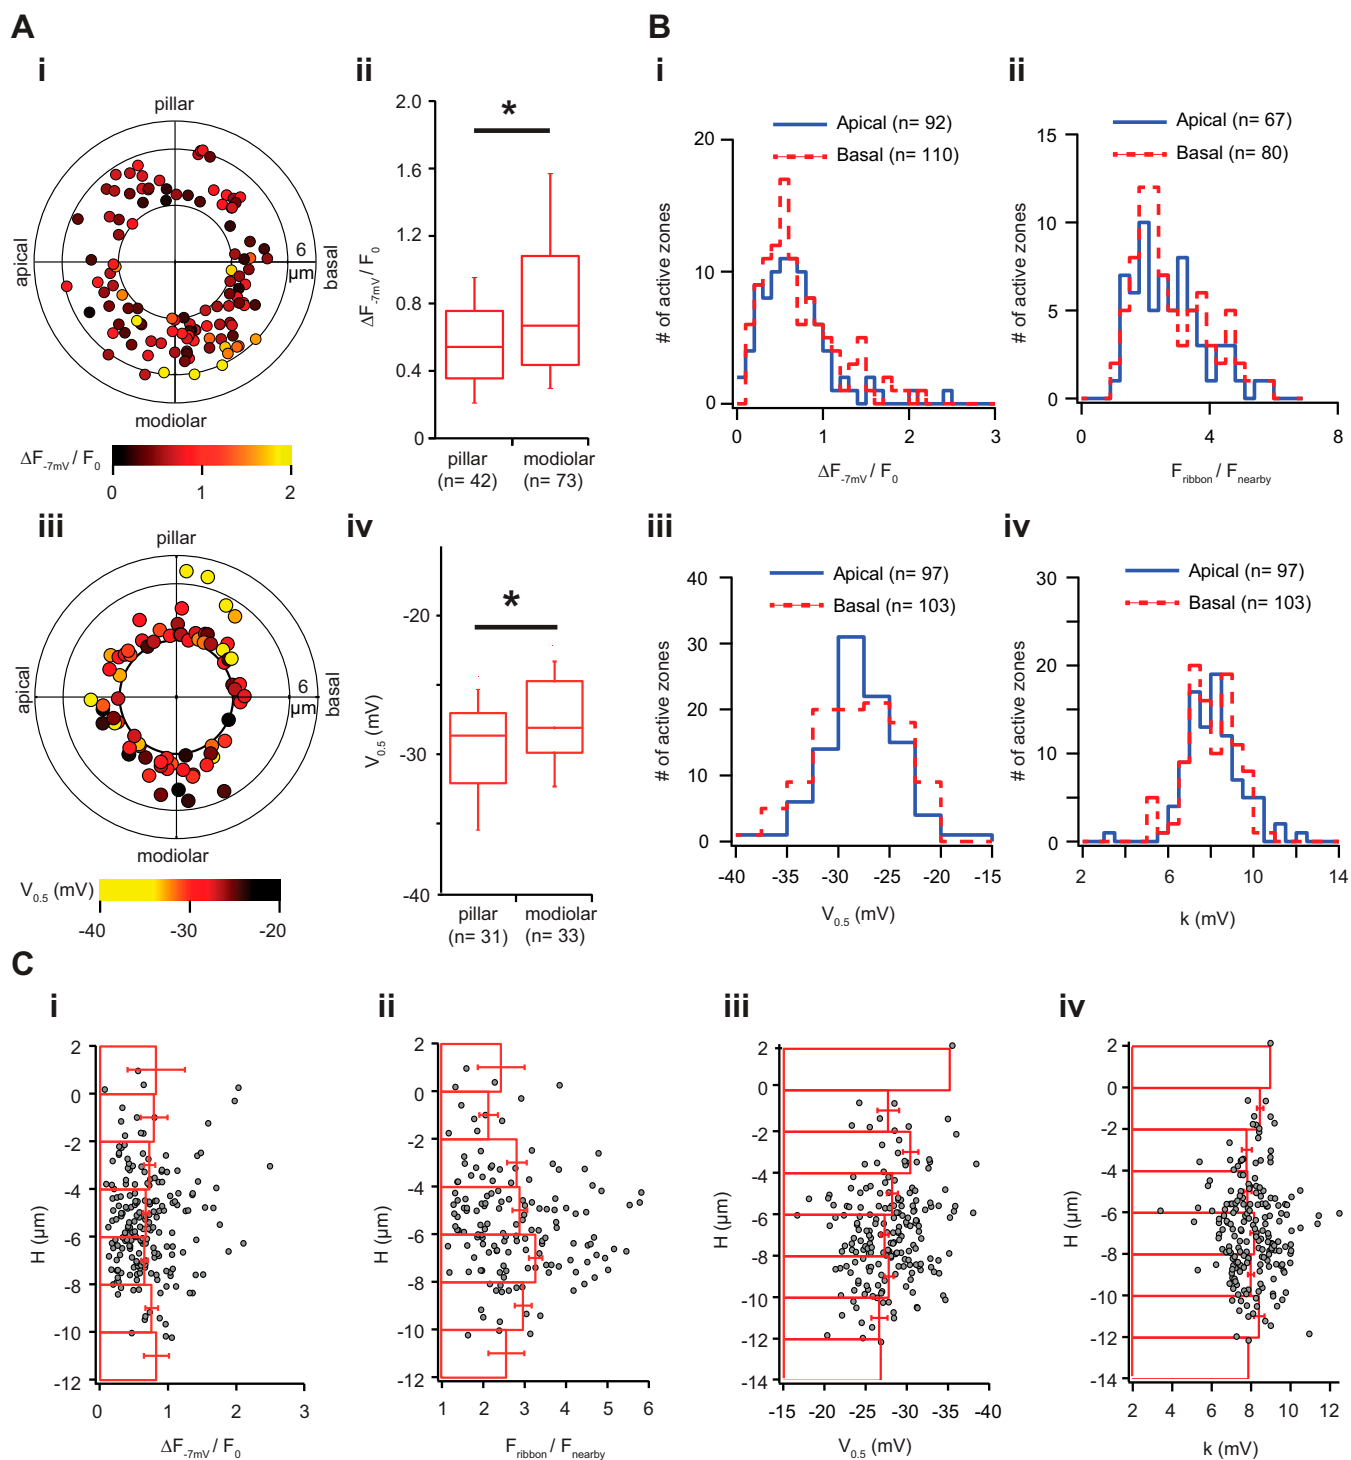 A
B
i
ii
i
ii
pillar
apical
basal
6
µm
modiolar
ΔF-7mV / F0
0
1
2
2.0
1.6
1.2
0.8
0.4
0
ΔF-7mV / F0
*
pillar
(n= 42)
modiolar
(n= 73)
Apical (n= 92)
Basal (n= 110)
# of active zones
20
10
0
0
1
2
3
ΔF-7mV / F0
Apical (n= 67)
Basal (n= 80)
# of active zones
15
10
5
0
0
4
8
Fribbon / Fnearby
iii
iv
iii
iv
pillar
apical
basal
6
µm
modiolar
V0.5 (mV)
-40
-30
-20
-20
-30
-40
V0.5 (mV)
*
pillar
(n= 31)
modiolar
(n= 33)
Apical (n= 97)
Basal (n= 103)
# of active zones
40
30
20
10
0
-40
-35
-30
-25
-20
-15
V0.5 (mV)
Apical (n= 97)
Basal (n= 103)
# of active zones
30
20
10
0
2
6
10
14
k (mV)
C
i
ii
iii
iv
H (µm)
2
0
-2
-4
-6
-8
-10
-12
0
1
2
3
ΔF-7mV / F0
H (µm)
2
0
-2
-4
-6
-8
-10
-12
1
2
3
4
5
6
Fribbon / Fnearby
H (µm)
2
0
-2
-4
-6
-8
-10
-12
-14
-15
-20
-25
-30
-35
-40
V0.5 (mV)
H (µm)
2
0
-2
-4
-6
-8
-10
-12
-14
2
4
6
8
10
12
k (mV)